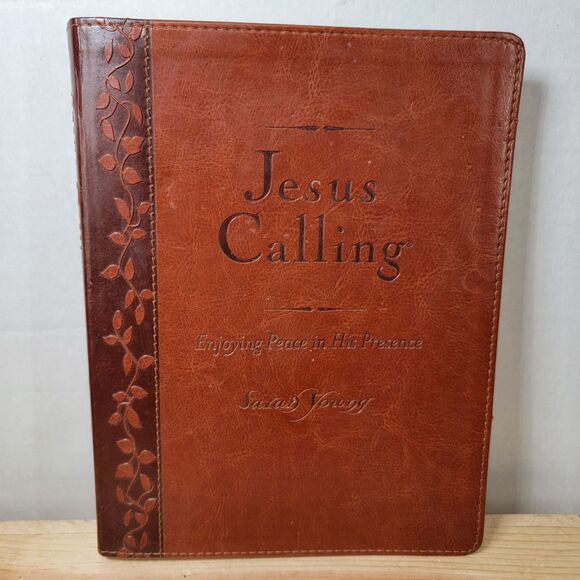 Jesus
Calling®
Enjoying Peace in His Presence
Sarah Young